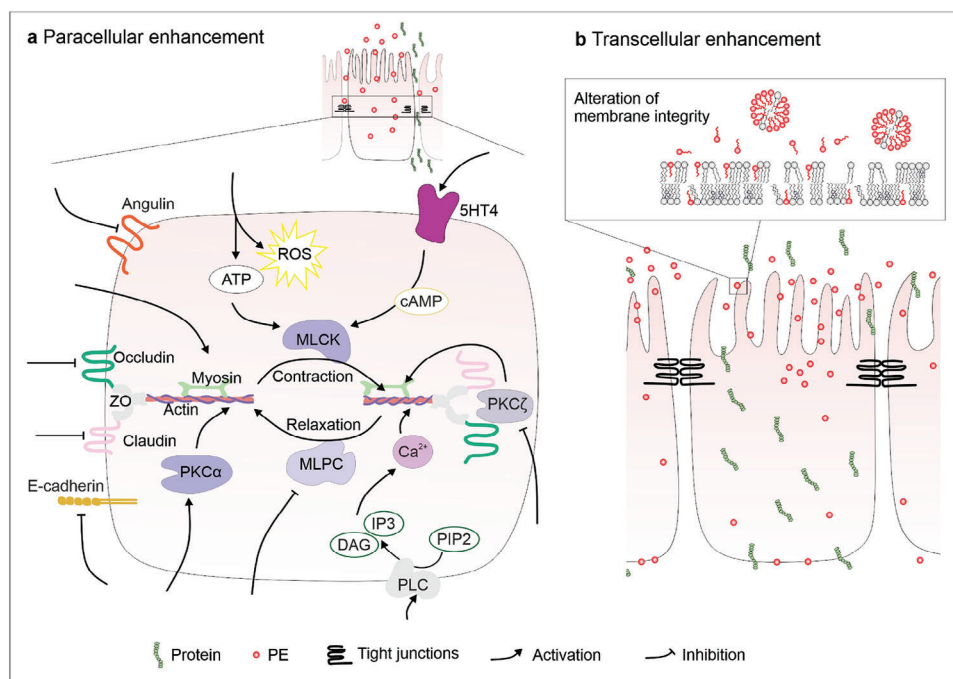 a Paracellular enhancement
b Transcellular enhancement
Alteration of
membrane integrity
Angulin
5HT4
ROS
ATP
cAMP
MLCK
Occludin
Myosin
Contraction
ZO
Actin
PKCζ
Relaxation
Claudin
PKCα
MLPC
Ca²⁺
E-cadherin
IP3
DAG
PIP2
PLC
Protein
PE
Tight junctions
Activation
Inhibition